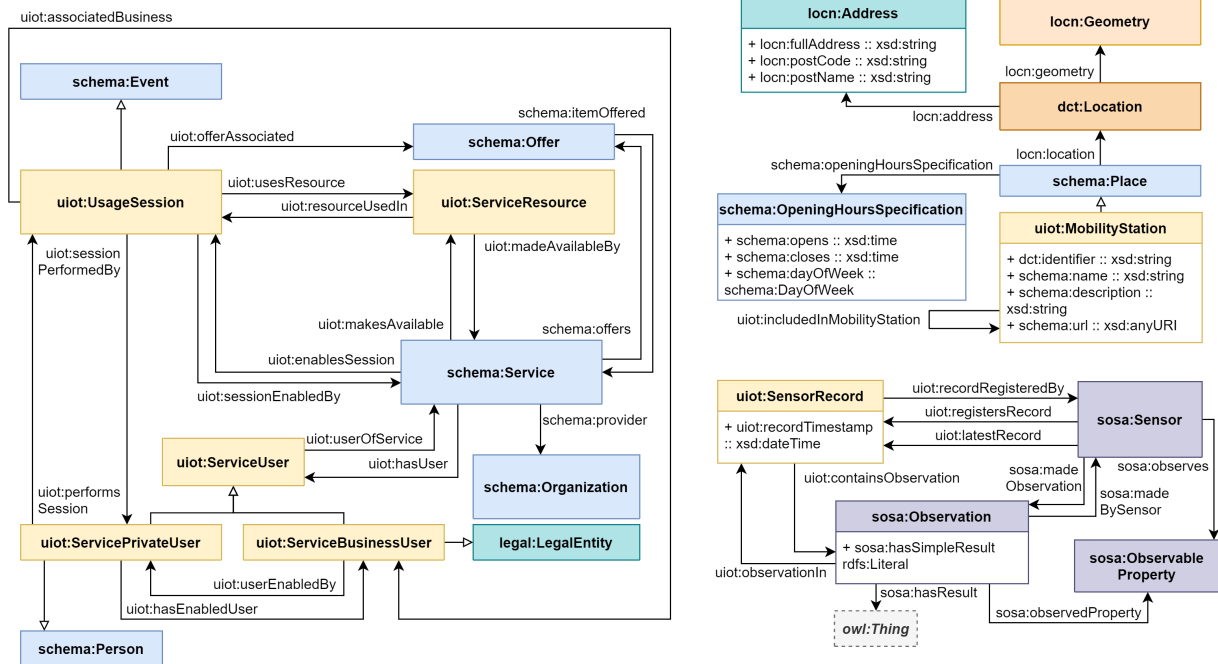 uiot:associatedBusiness
schema:Event
schema:itemOffered
uiot:offerAssociated
schema:Offer
uiot:usesResource
uiot:UsageSession
uiot:resourceUsedIn
uiot:ServiceResource
uiot:session
PerformedBy
uiot:madeAvailableBy
uiot:makesAvailable
schema:offers
uiot:enablesSession
schema:Service
uiot:sessionEnabledBy
schema:provider
uiot:userOfService
uiot:ServiceUser
uiot:hasUser
schema:Organization
uiot:performs
Session
uiot:ServicePrivateUser
uiot:ServiceBusinessUser
legal:LegalEntity
uiot:userEnabledBy
uiot:hasEnabledUser
schema:Person
locn:Address
+ locn:fullAddress :: xsd:string
+ locn:postCode :: xsd:string
+ locn:postName :: xsd:string
locn:Geometry
locn:geometry
dct:Location
locn:address
locn:location
schema:openingHoursSpecification
schema:Place
schema:OpeningHoursSpecification
+ schema:opens :: xsd:time
+ schema:closes :: xsd:time
+ schema:dayOfWeek ::
schema:DayOfWeek
uiot:MobilityStation
+ dct:identifier :: xsd:string
+ schema:name :: xsd:string
+ schema:description ::
xsd:string
+ schema:url :: xsd:anyURI
uiot:includedInMobilityStation
uiot:SensorRecord
+ uiot:recordTimestamp
:: xsd:dateTime
uiot:recordRegisteredBy
uiot:registersRecord
uiot:latestRecord
sosa:Sensor
sosa:observes
uiot:containsObservation
sosa:made
Observation
sosa:made
BySensor
sosa:Observation
+ sosa:hasSimpleResult
rdfs:Literal
sosa:Observable
Property
uiot:observationIn
sosa:hasResult
sosa:observedProperty
owl:Thing